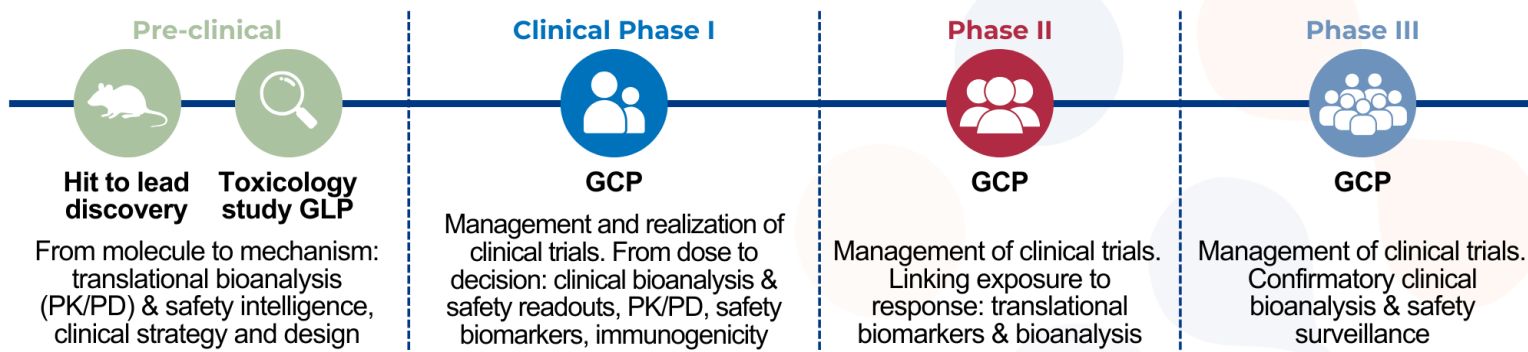 Pre-clinical
Hit to lead
discovery
Toxicology
study GLP
From molecule to mechanism:
translational bioanalysis
(PK/PD) & safety intelligence,
clinical strategy and design
Clinical Phase I
GCP
Management and realization of
clinical trials. From dose to
decision: clinical bioanalysis &
safety readouts, PK/PD, safety
biomarkers, immunogenicity
Phase II
GCP
Management of clinical trials.
Linking exposure to
response: translational
biomarkers & bioanalysis
Phase III
GCP
Management of clinical trials.
Confirmatory clinical
bioanalysis & safety
surveillance